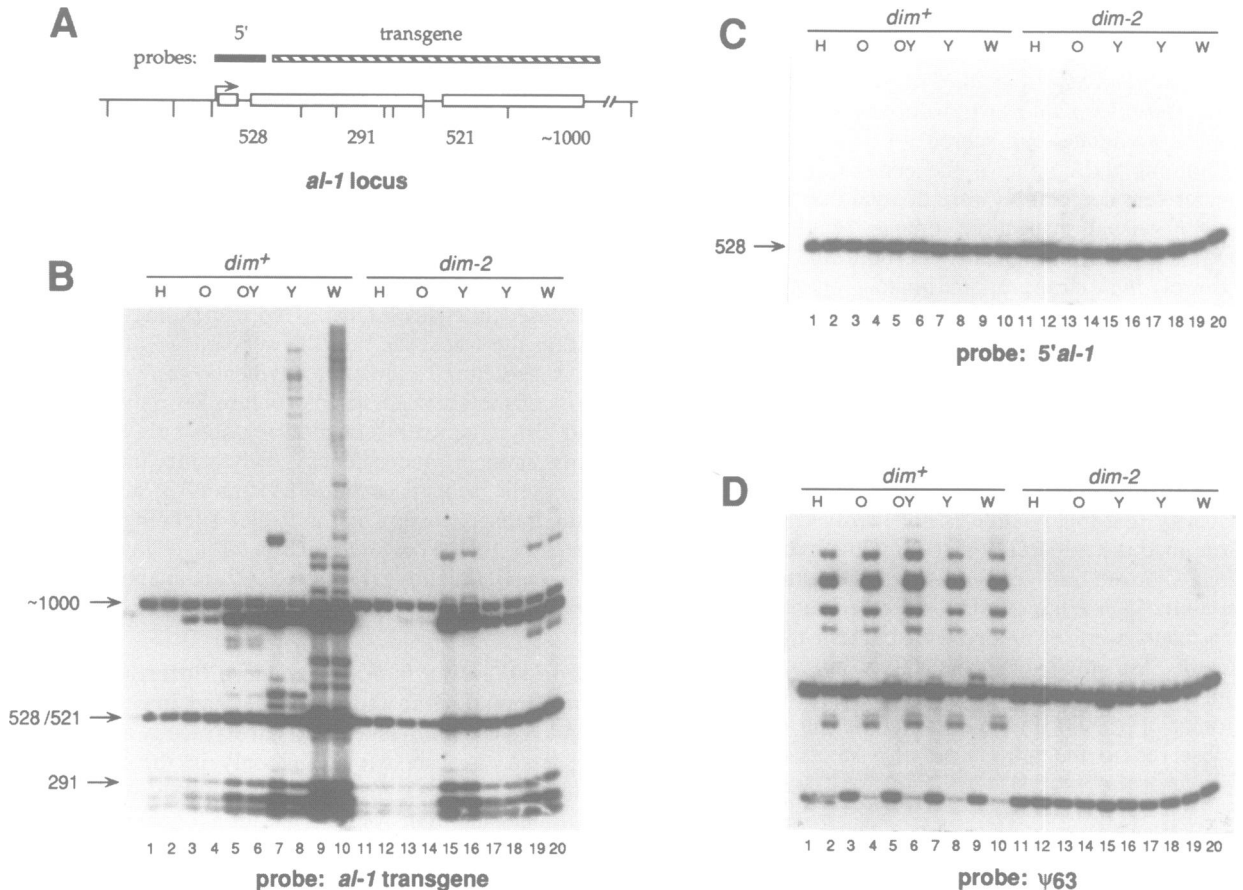 A
5'
transgene
probes:
528
291
521
~1000
al-1 locus
B
dim+
dim-2
H O OY Y W H O Y Y W
~1000
528/521
291
1 2 3 4 5 6 7 8 9 10 11 12 13 14 15 16 17 18 19 20
probe: al-1 transgene
C
dim+
dim-2
H O OY Y W H O Y Y W
528
1 2 3 4 5 6 7 8 9 10 11 12 13 14 15 16 17 18 19 20
probe: 5'al-1
D
dim+
dim-2
H O OY Y W H O Y Y W
1 2 3 4 5 6 7 8 9 10 11 12 13 14 15 16 17 18 19 20
probe: ψ63